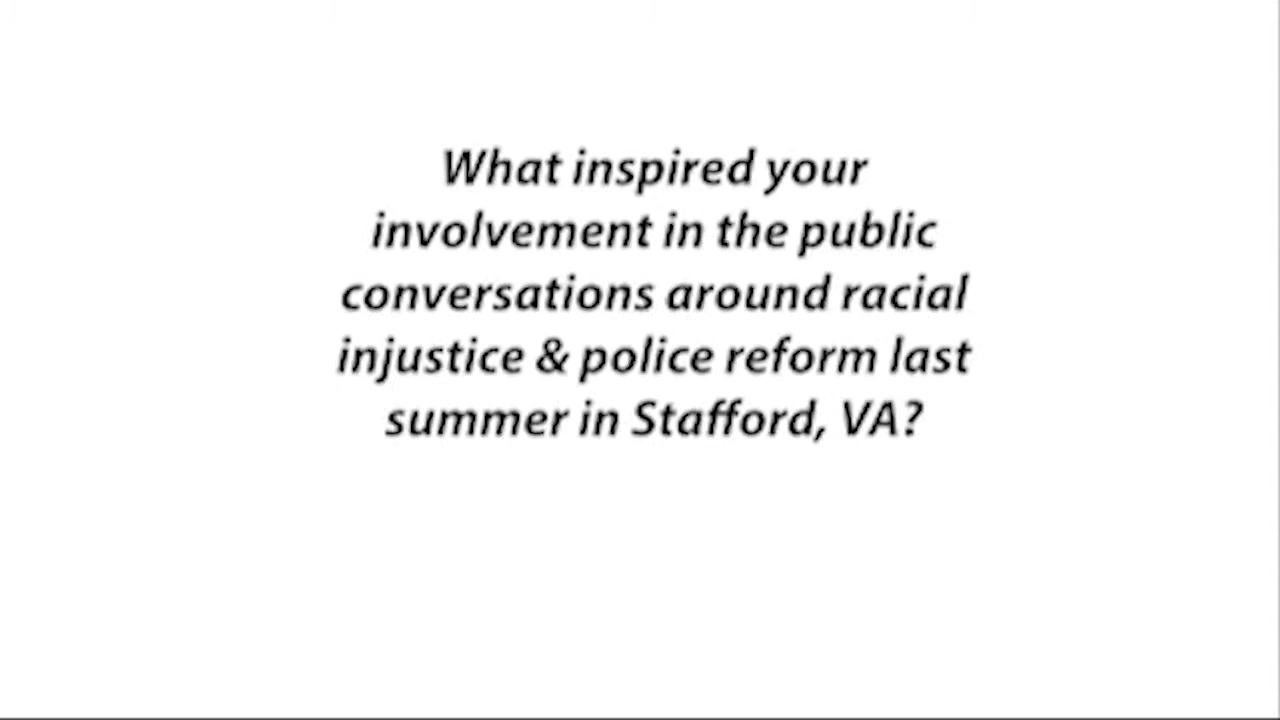 What inspired your
involvement in the public
conversations around racial
injustice & police reform last
summer in Stafford, VA?